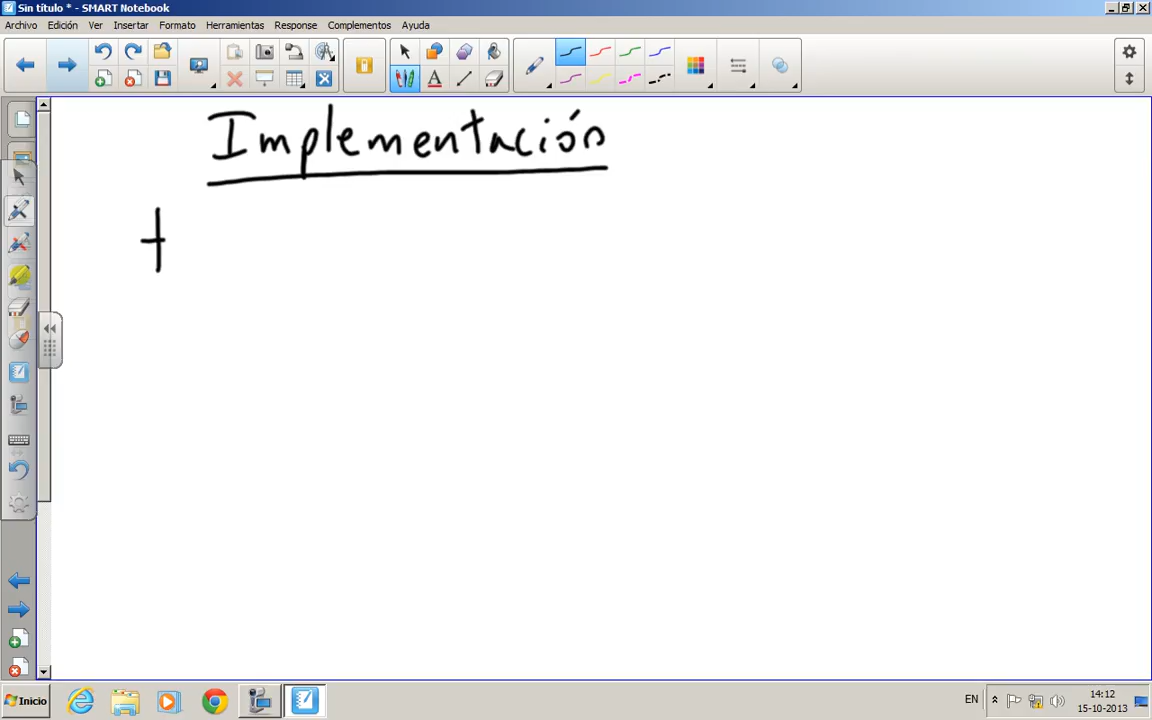 Sin título * - SMART Notebook
Archivo Edición Ver Insertar Formato Herramientas Response Complementos Ayuda
Implementación
+
Inicio
EN
14:12
15-10-2013